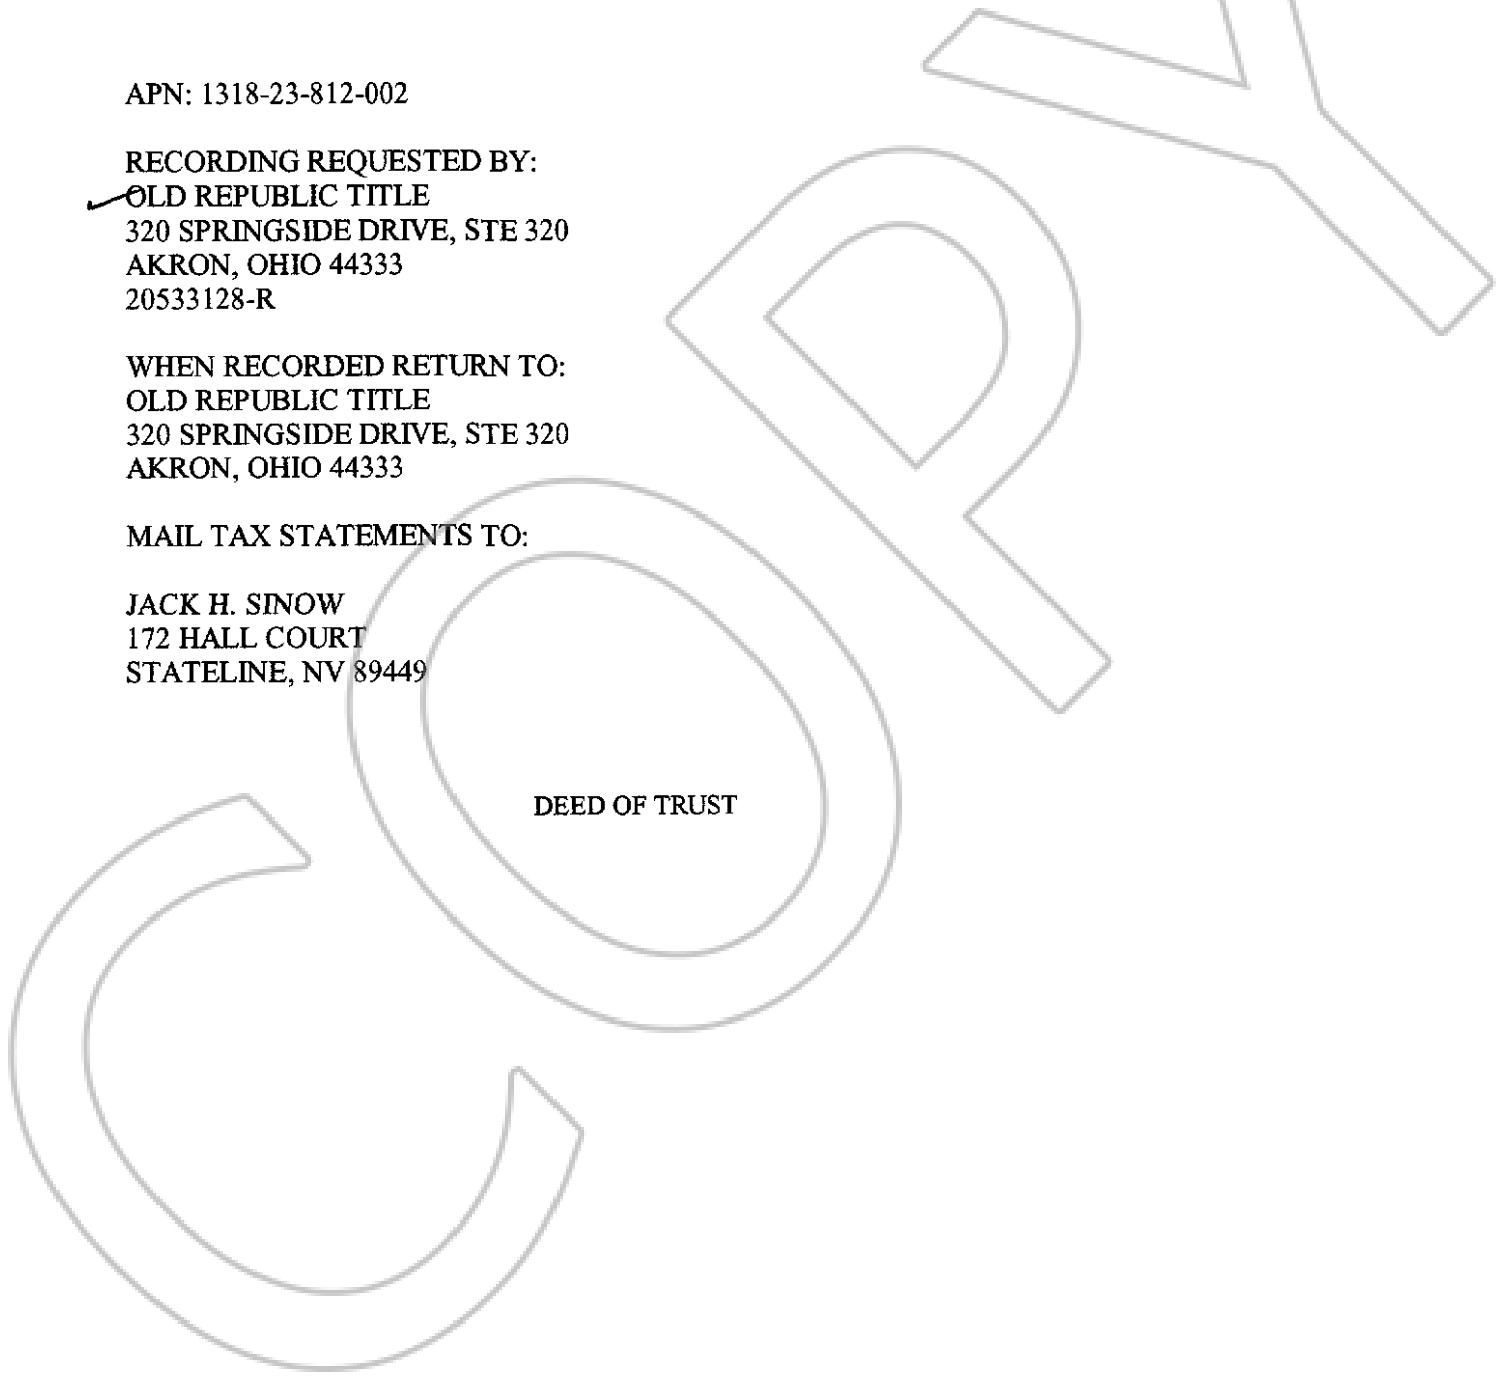 APN: 1318-23-812-002
RECORDING REQUESTED BY:
OLD REPUBLIC TITLE
320 SPRINGSIDE DRIVE, STE 320
AKRON, OHIO 44333
20533128-R
WHEN RECORDED RETURN TO:
OLD REPUBLIC TITLE
320 SPRINGSIDE DRIVE, STE 320
AKRON, OHIO 44333
MAIL TAX STATEMENTS TO:
JACK H. SINOW
172 HALL COURT
STATELINE, NV 89449
DEED OF TRUST
COPY